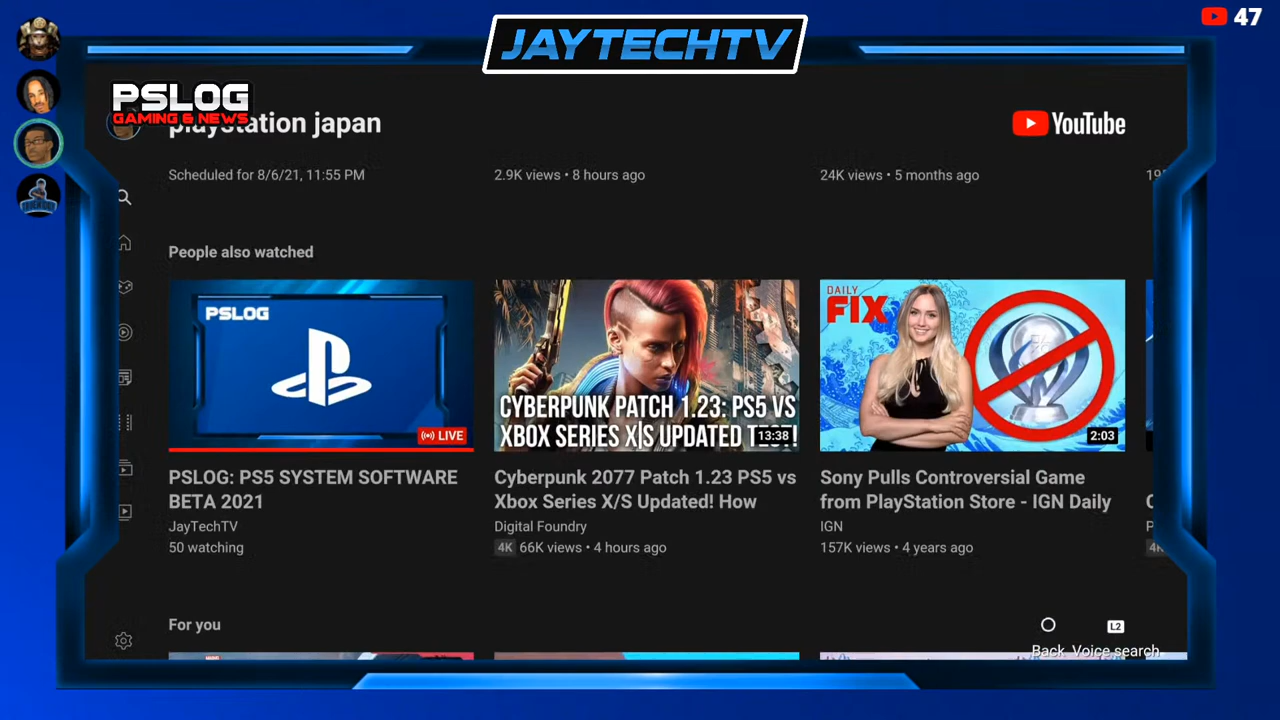 47
JAYTECHTV
PSLOG
GAMING & NEWS
playstation japan
YouTube
Scheduled for 8/6/21, 11:55 PM
2.9K views • 8 hours ago
24K views • 5 months ago
People also watched
PSLOG
LIVE
CYBERPUNK PATCH 1.23: PS5 VS
XBOX SERIES X|S UPDATED
13:38
DAILY
FIX
2:03
PSLOG: PS5 SYSTEM SOFTWARE
BETA 2021
JayTechTV
50 watching
Cyberpunk 2077 Patch 1.23 PS5 vs
Xbox Series X/S Updated! How
Digital Foundry
4K 66K views • 4 hours ago
Sony Pulls Controversial Game
from PlayStation Store - IGN Daily
IGN
157K views • 4 years ago
For you
L2
Back Voice search